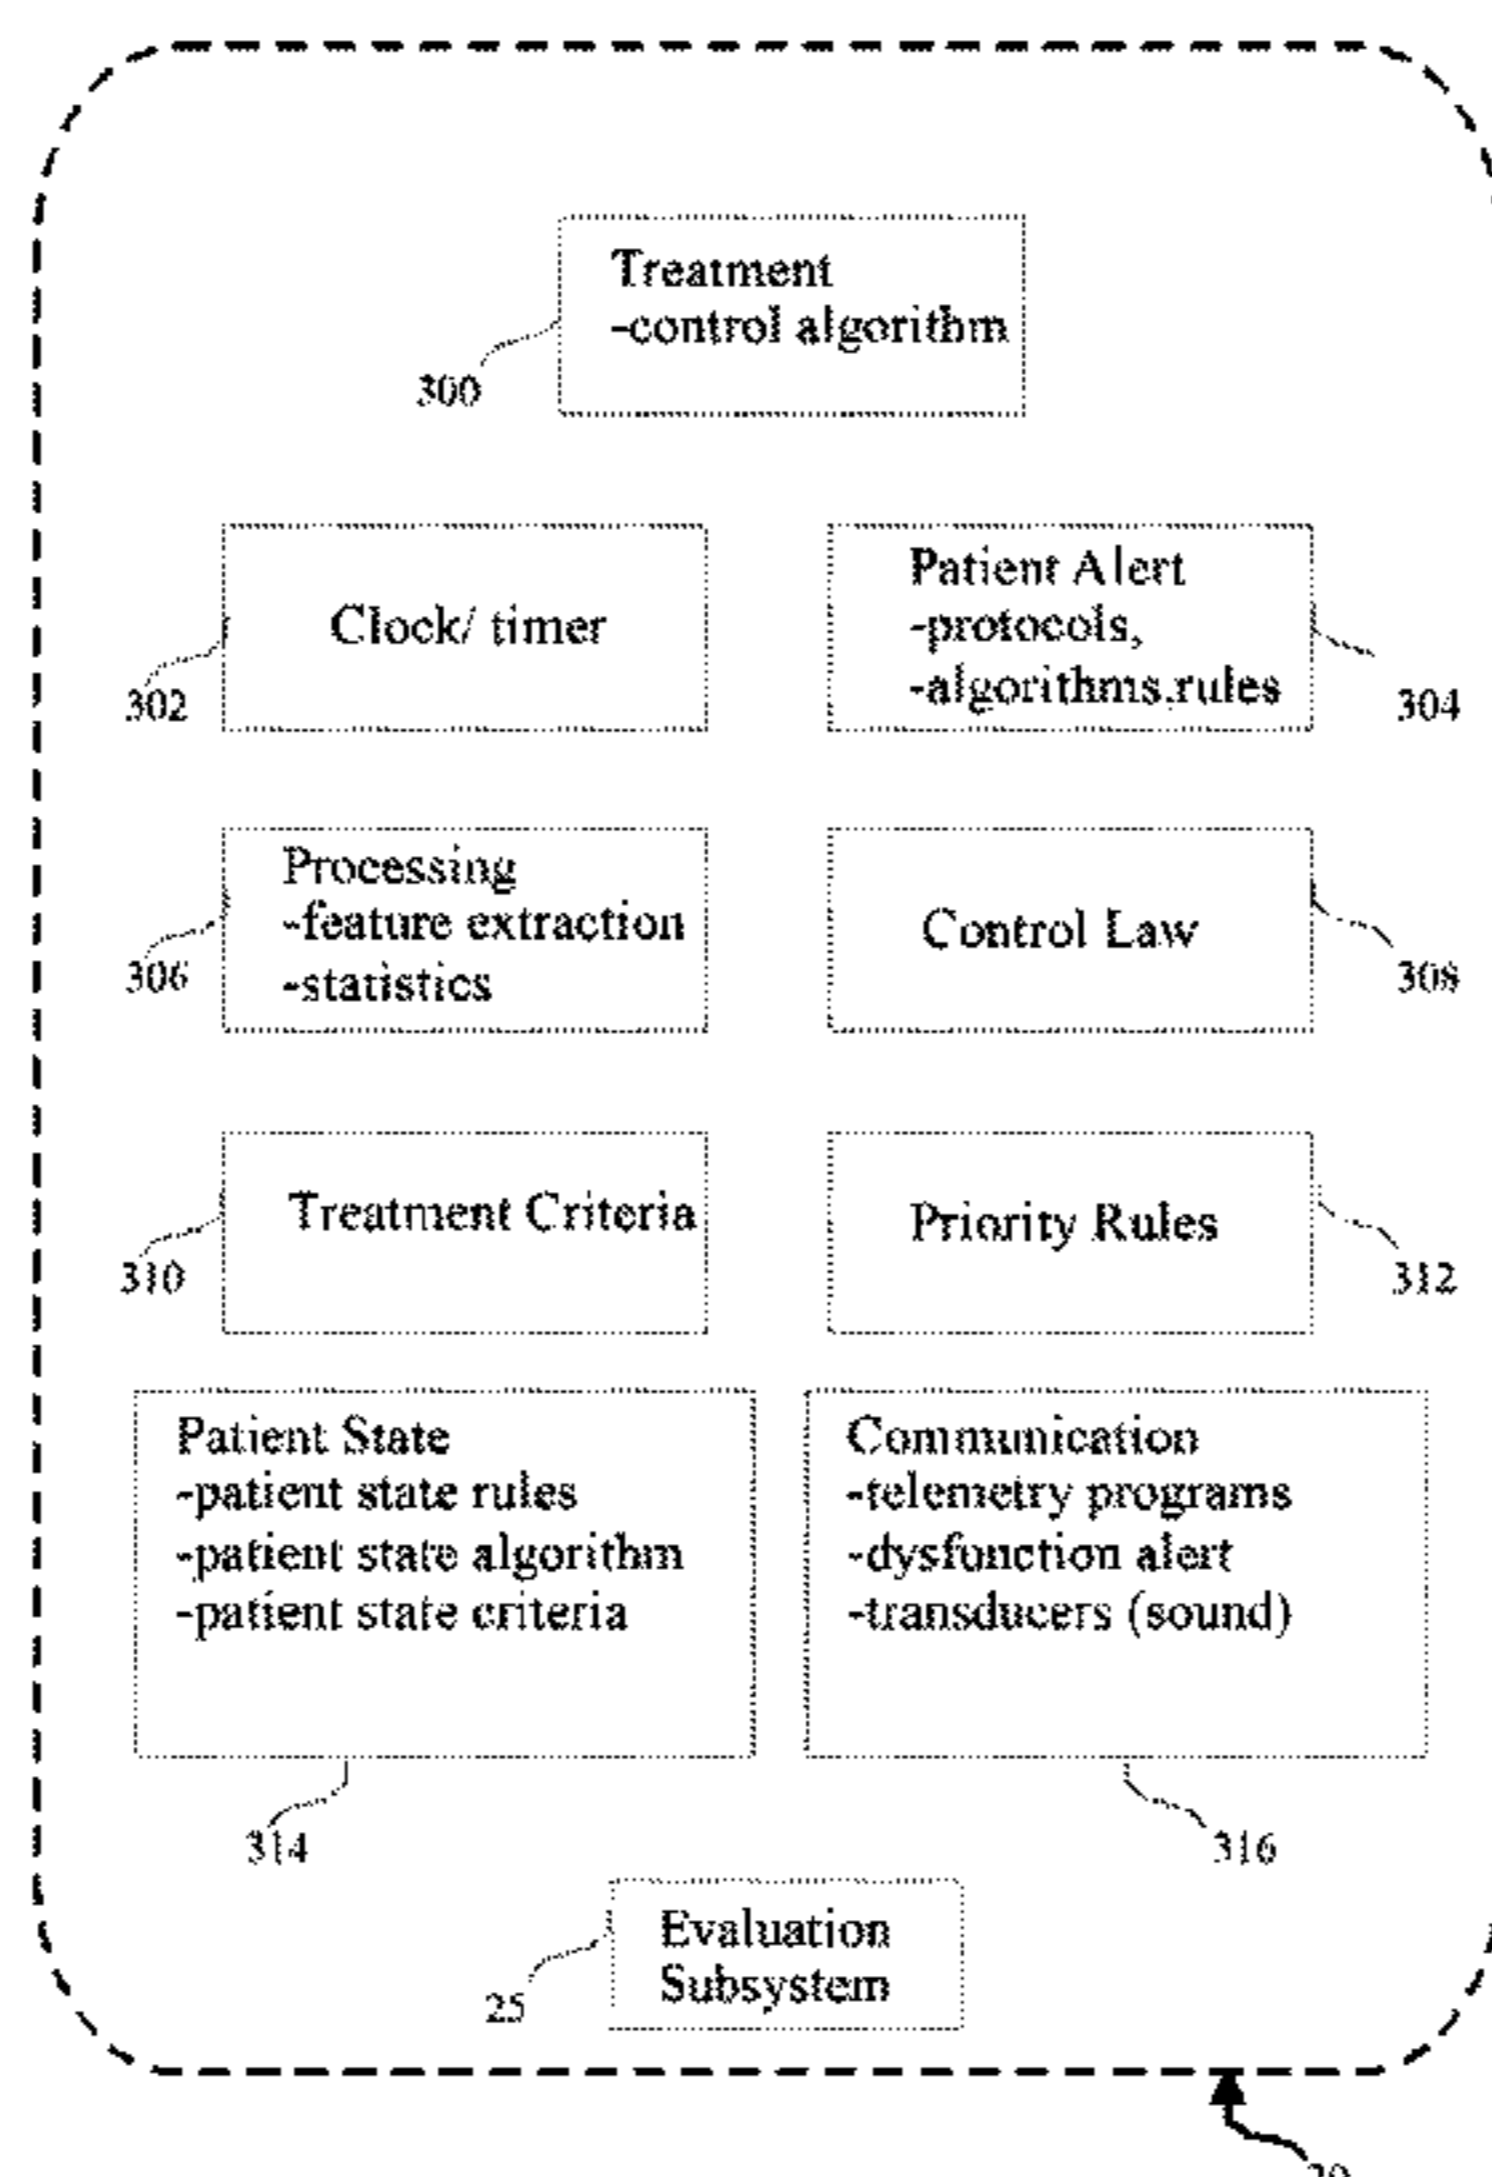 Treatment
-control algorithm
300
Clock/ timer
302
Patient Alert
-protocols,
-algorithms.rules
304
Processing
-feature extraction
-statistics
306
Control Law
308
Treatment Criteria
310
Priority Rules
312
Patient State
-patient state rules
-patient state algorithm
-patient state criteria
314
Communication
-telemetry programs
-dysfunction alert
-transducers (sound)
316
Evaluation
Subsystem
25